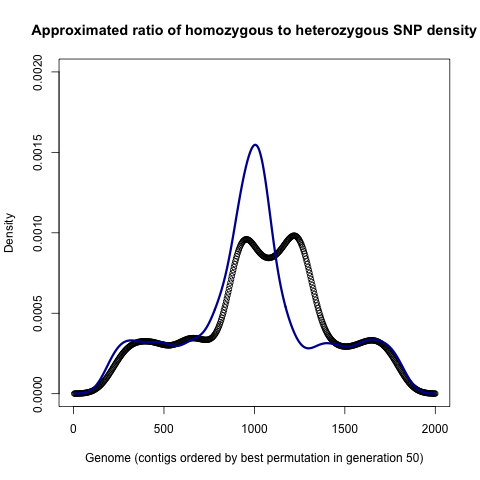 Approximated ratio of homozygous to heterozygous SNP density
0.0020
0.0015
0.0010
0.0005
0.0000
Density
0 500 1000 1500 2000
Genome (contigs ordered by best permutation in generation 50)